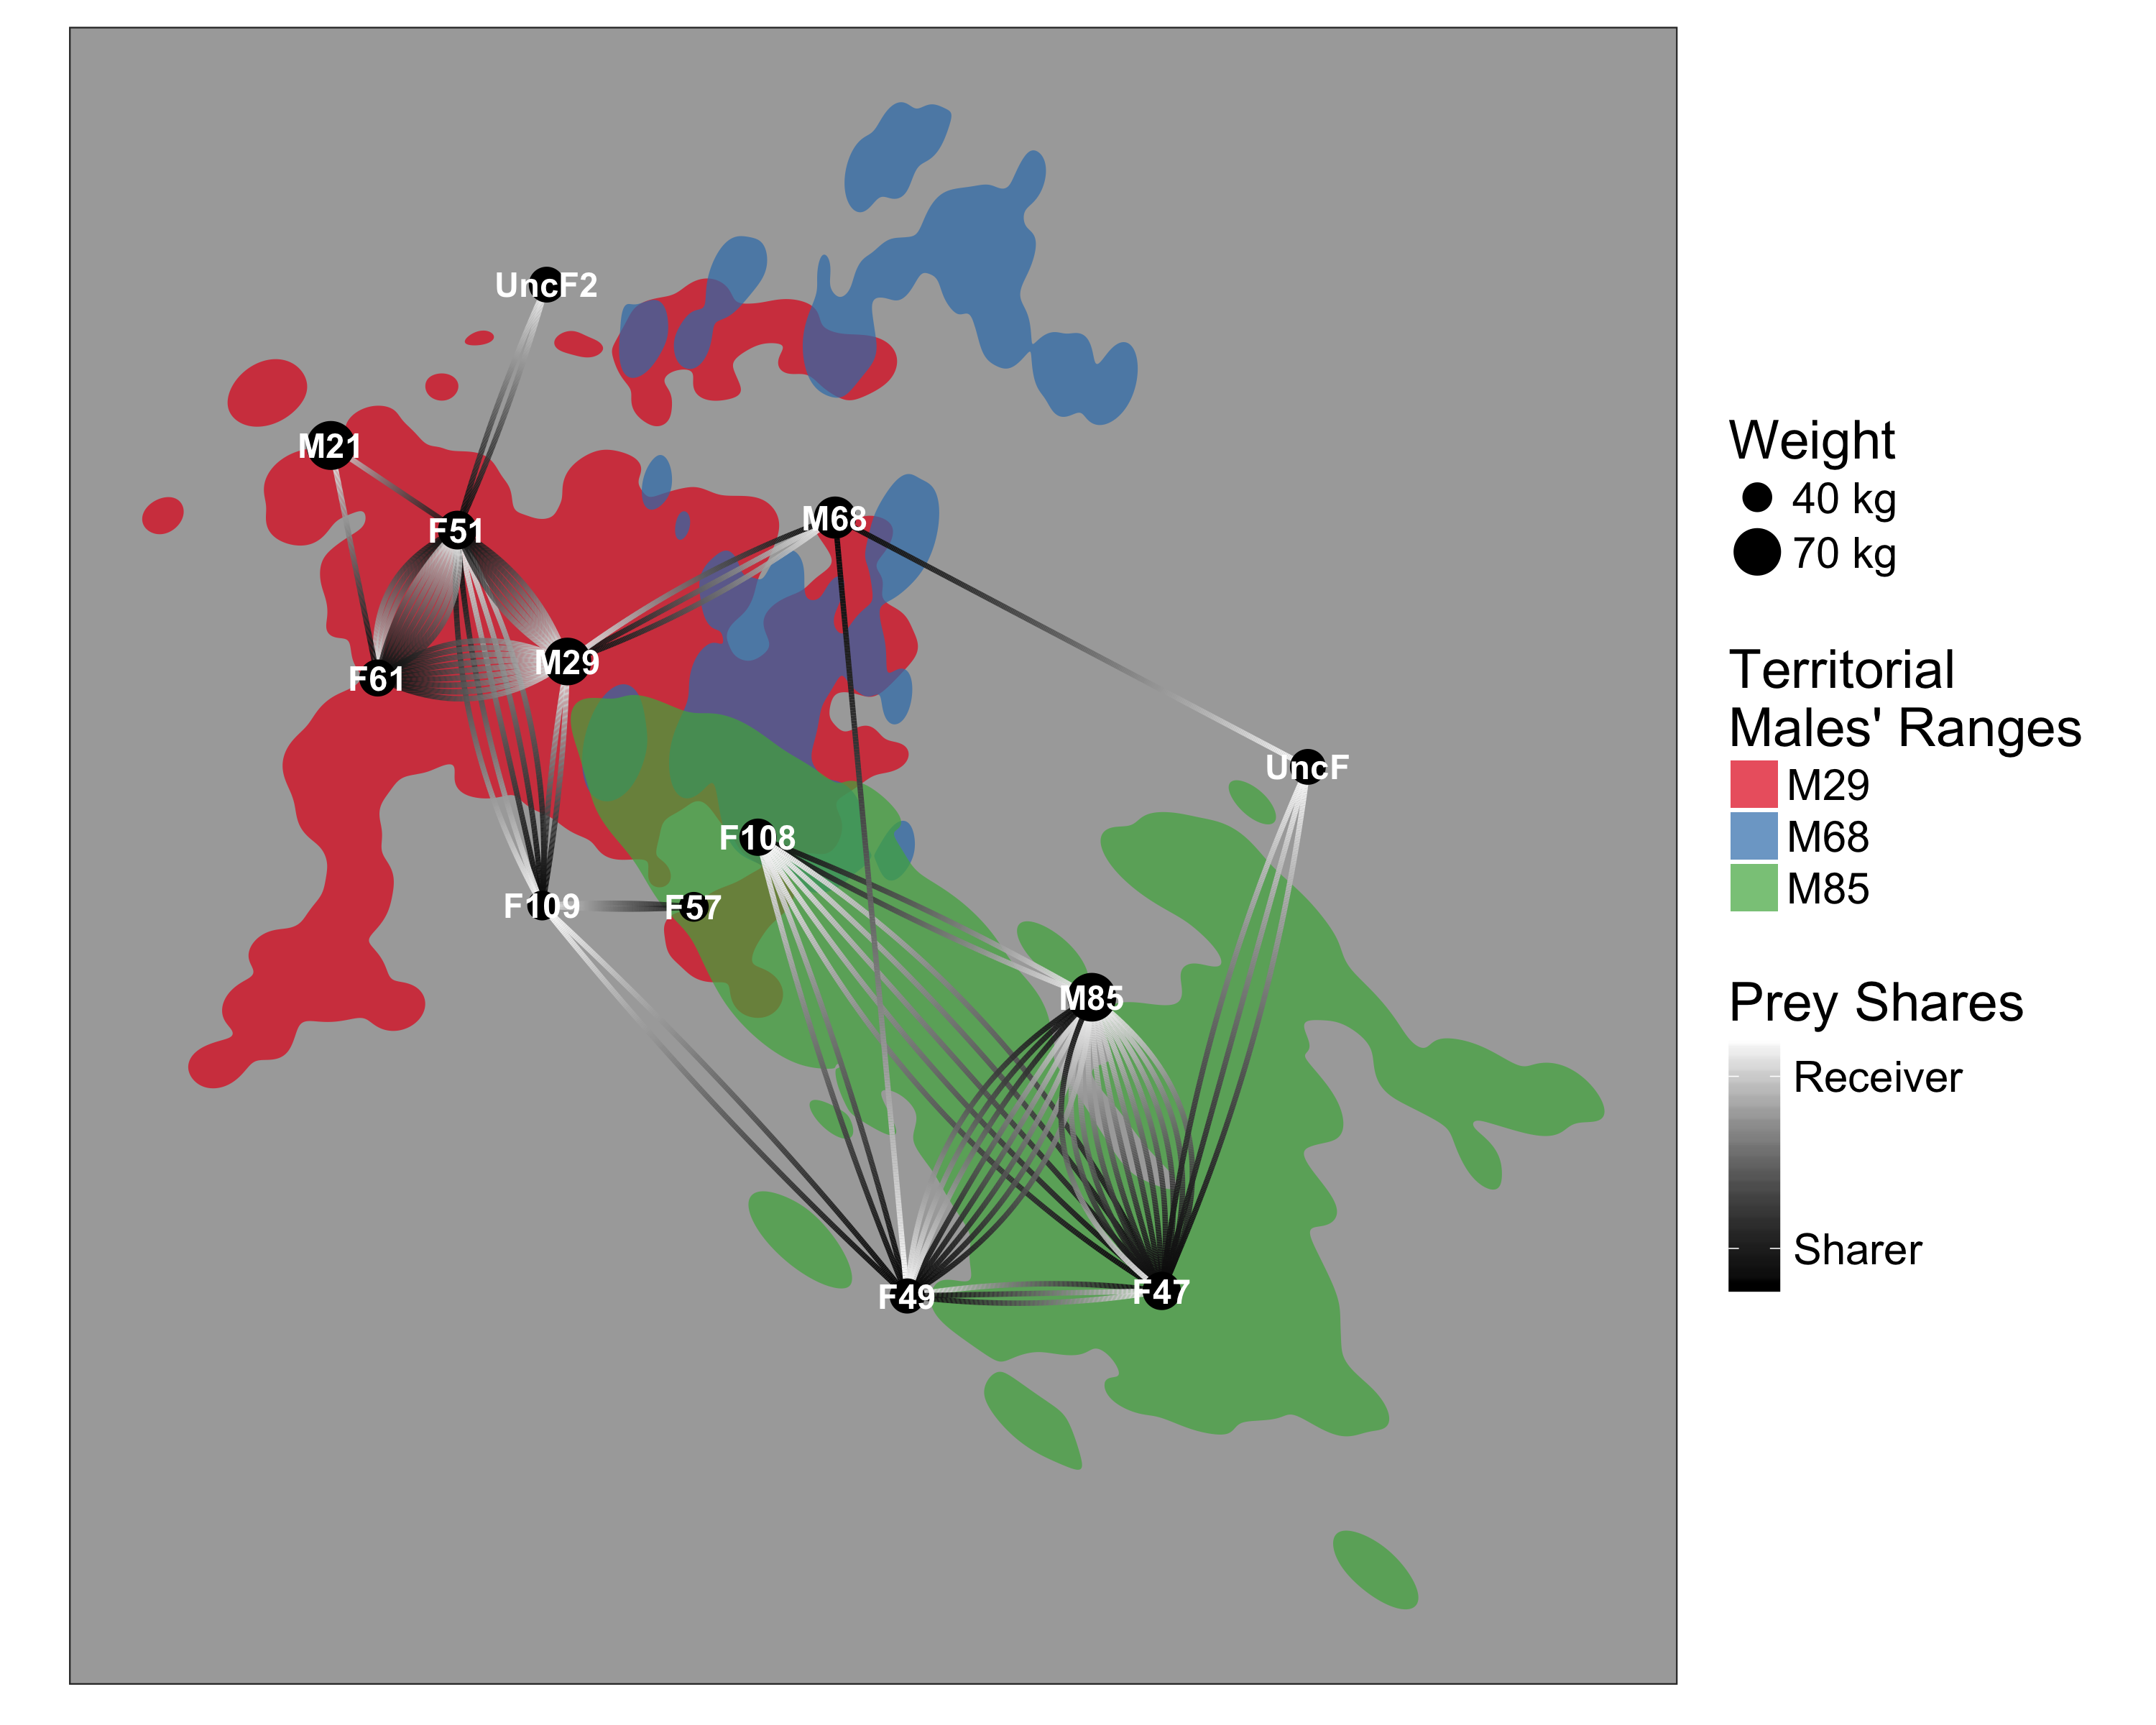 UncF2
M21
F51
M68
M29
F61
UncF
F108
F109
F57
M85
F49
F47
Weight
40 kg
70 kg
Territorial
Males' Ranges
M29
M68
M85
Prey Shares
Receiver
Sharer